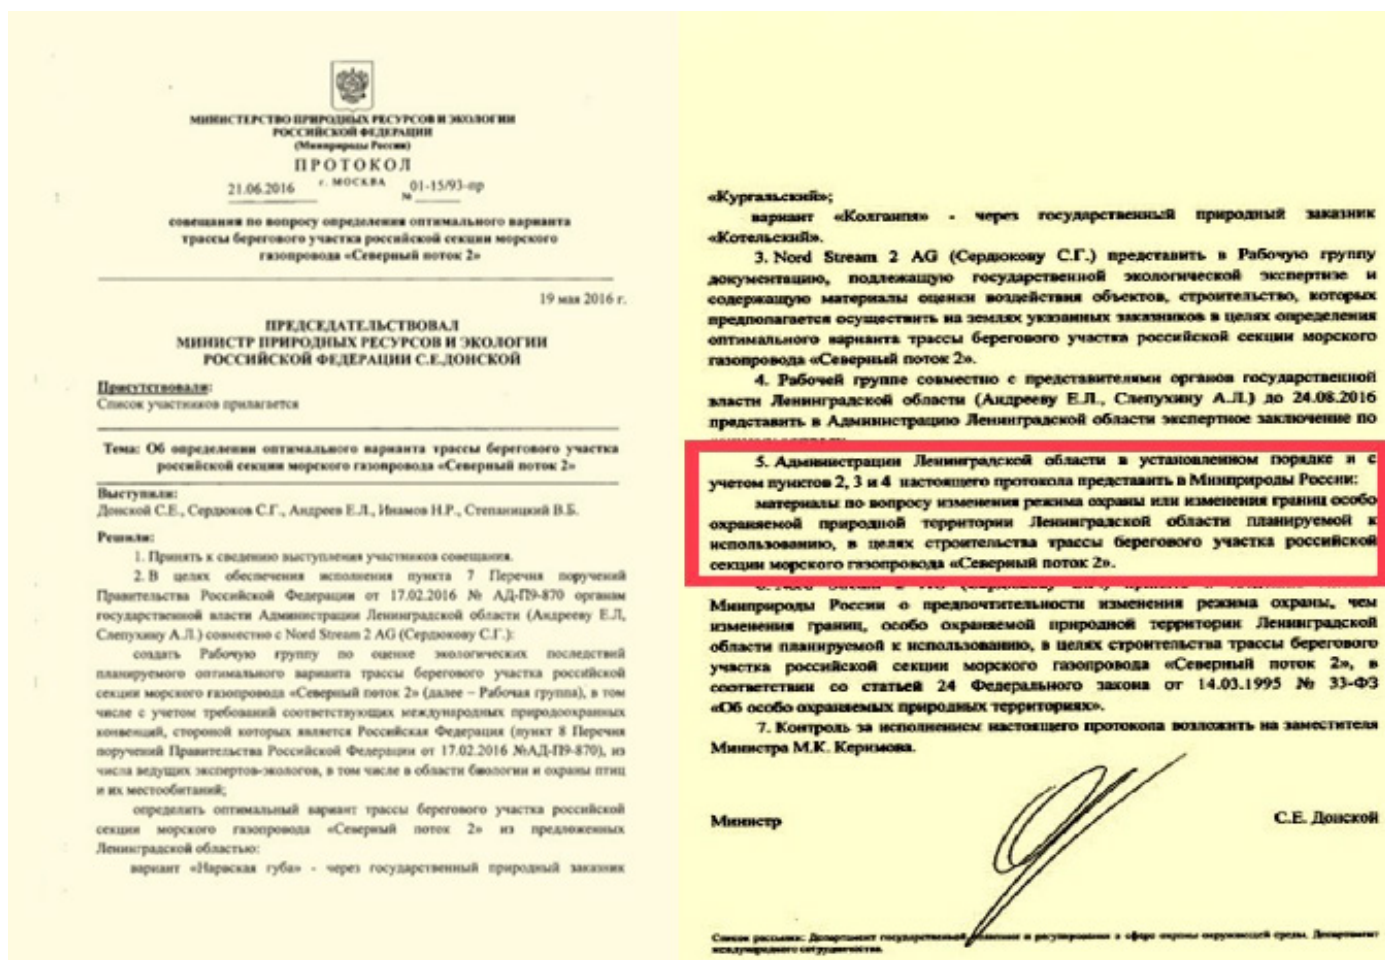 МИНИСТЕРСТВО ПРИРОДНЫХ РЕСУРСОВ И ЭКОЛОГИИ
РОССИЙСКОЙ ФЕДЕРАЦИИ
(Минприроды России)
ПРОТОКОЛ
г. МОСКВА
21.06.2016 № 01-15/93-пр
совещания по вопросу определения оптимального варианта
трассы берегового участка российской секции морского
газопровода «Северный поток 2»
19 мая 2016 г.
ПРЕДСЕДАТЕЛЬСТВОВАЛ
МИНИСТР ПРИРОДНЫХ РЕСУРСОВ И ЭКОЛОГИИ
РОССИЙСКОЙ ФЕДЕРАЦИИ С.Е.ДОНСКОЙ
Присутствовали:
Список участников прилагается
Тема: Об определении оптимального варианта трассы берегового участка
российской секции морского газопровода «Северный поток 2»
Выступили:
Донской С.Е., Сердюков С.Г., Андреев Е.Л., Инамов Н.Р., Степаницкий В.Б.
Решили:
1. Принять к сведению выступления участников совещания.
2. В целях обеспечения исполнения пункта 7 Перечня поручений
Правительства Российской Федерации от 17.02.2016 № АД-П9-870 органам
государственной власти Администрации Ленинградской области (Андрееву Е.Л,
Слепухину А.Л.) совместно с Nord Stream 2 AG (Сердюкову С.Г.):
создать Рабочую группу по оценке экологических последствий
планируемого оптимального варианта трассы берегового участка российской
секции морского газопровода «Северный поток 2» (далее – Рабочая группа), в том
числе с учетом требований соответствующих международных природоохранных
конвенций, стороной которых является Российская Федерация (пункт 8 Перечня
поручений Правительства Российской Федерации от 17.02.2016 №АД-П9-870), из
числа ведущих экспертов-экологов, в том числе в области биологии и охраны птиц
и их местообитаний;
определить оптимальный вариант трассы берегового участка российской
секции морского газопровода «Северный поток 2» из предложенных
Ленинградской областью:
вариант «Нарвская губа» - через государственный природный заказник
«Кургальский»;
вариант «Колганпя» - через государственный природный заказник
«Котельский».
3. Nord Stream 2 AG (Сердюкову С.Г.) представить в Рабочую группу
документацию, подлежащую государственной экологической экспертизе и
содержащую материалы оценки воздействия объектов, строительство, которых
предполагается осуществить на землях указанных заказников в целях определения
оптимального варианта трассы берегового участка российской секции морского
газопровода «Северный поток 2».
4. Рабочей группе совместно с представителями органов государственной
власти Ленинградской области (Андрееву Е.Л., Слепухину А.Л.) до 24.08.2016
представить в Администрацию Ленинградской области экспертное заключение по
5. Администрации Ленинградской области в установленном порядке и с
учетом пунктов 2, 3 и 4 настоящего протокола представить в Минприроды России:
материалы по вопросу изменения режима охраны или изменения границ особо
охраняемой природной территории Ленинградской области планируемой к
использованию, в целях строительства трассы берегового участка российской
секции морского газопровода «Северный поток 2».
Минприроды России о предпочтительности изменения режима охраны, чем
изменения границ, особо охраняемой природной территории Ленинградской
области планируемой к использованию, в целях строительства трассы берегового
участка российской секции морского газопровода «Северный поток 2», в
соответствии со статьей 24 Федерального закона от 14.03.1995 № 33-ФЗ
«Об особо охраняемых природных территориях».
7. Контроль за исполнением настоящего протокола возложить на заместителя
Министра М.К. Керимова.
Министр С.Е. Донской
Список рассылки: Департамент государственной политики и регулирования в сфере охраны окружающей среды, Департамент
международного сотрудничества.